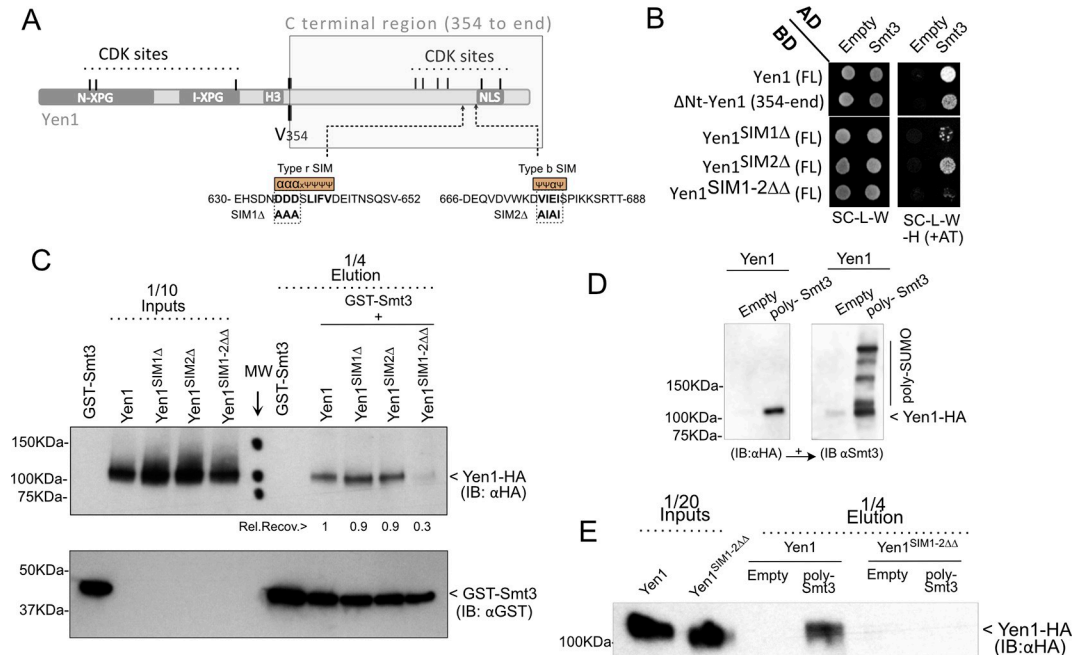 A
C terminal region (354 to end)
CDK sites
CDK sites
N-XPG
I-XPG
H3
NLS
Yen1
V354
Type r SIM
Type b SIM
αααxΨΨΨΨ
ΨΨαΨ
630- EHSDNDDDSLIFVDEITNSQSV-652
666-DEQVDVWKDVIEISPIKKSRTT-688
SIM1Δ AAA
SIM2Δ AIAI
B
AD
BD
Empty
Smt3
Empty
Smt3
Yen1 (FL)
ΔNt-Yen1 (354-end)
Yen1SIM1Δ (FL)
Yen1SIM2Δ (FL)
Yen1SIM1-2ΔΔ (FL)
SC-L-W
SC-L-W
-H (+AT)
C
1/10
Inputs
1/4
Elution
GST-Smt3
+
GST-Smt3
Yen1
Yen1SIM1Δ
Yen1SIM2Δ
Yen1SIM1-2ΔΔ
MW
GST-Smt3
Yen1
Yen1SIM1Δ
Yen1SIM2Δ
Yen1SIM1-2ΔΔ
150KDa-
100KDa-
75KDa-
< Yen1-HA
(IB: αHA)
Rel.Recov.> 1 0.9 0.9 0.3
50KDa-
37KDa-
< GST-Smt3
(IB: αGST)
D
Yen1
Yen1
Empty
poly- Smt3
Empty
poly- Smt3
150KDa-
100KDa-
75KDa-
poly-SUMO
< Yen1-HA
(IB:αHA) + (IB αSmt3)
E
1/20
Inputs
1/4
Elution
Yen1
Yen1SIM1-2ΔΔ
Yen1
Yen1SIM1-2ΔΔ
Empty
poly-
Smt3
Empty
poly-
Smt3
100KDa-
< Yen1-HA
(IB:αHA)